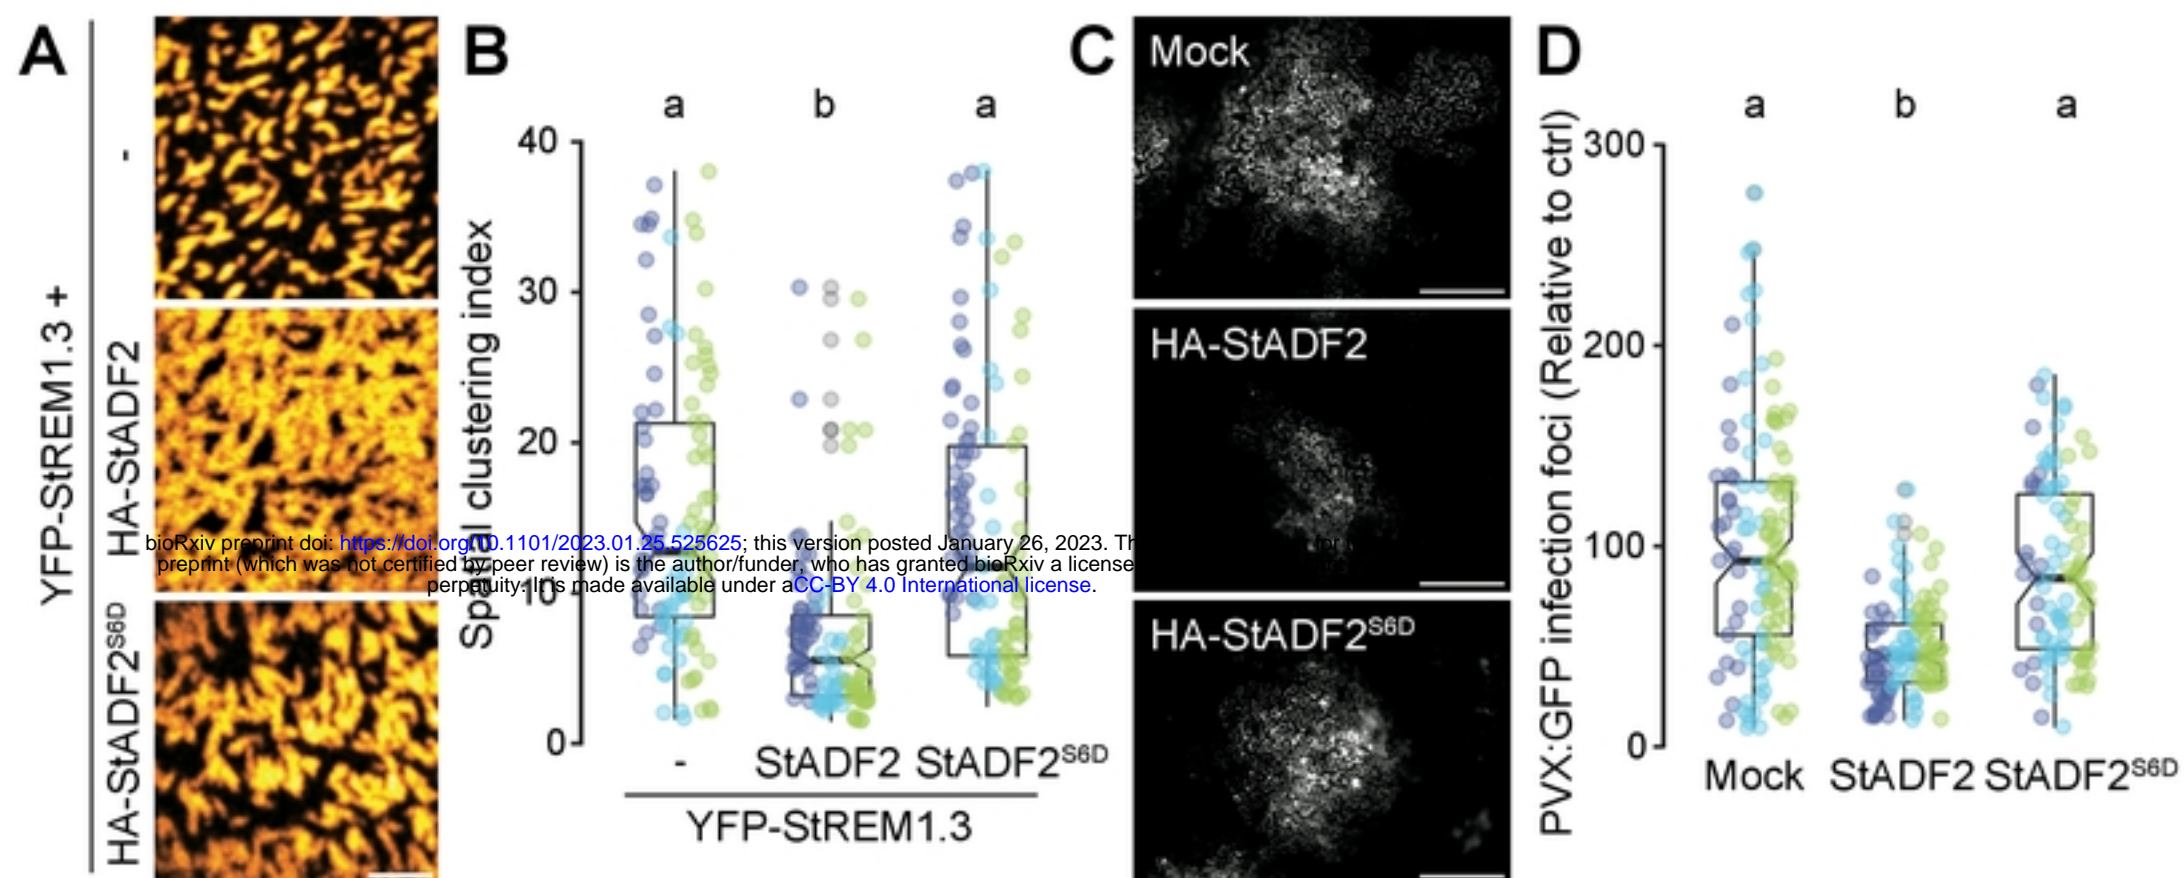 A
YFP-StREM1.3 +
-
HA-StADF2
HA-StADF2S6D
B
Spatial clustering index
40
30
20
10
0
a
b
a
-
StADF2
StADF2S6D
YFP-StREM1.3
C
Mock
HA-StADF2
HA-StADF2S6D
D
PVX:GFP infection foci (Relative to ctrl)
300
200
100
0
a
b
a
Mock
StADF2
StADF2S6D
bioRxiv preprint doi: https://doi.org/10.1101/2023.01.25.525625; this version posted January 26, 2023. Th for
preprint (which was not certified by peer review) is the author/funder, who has granted bioRxiv a license
perpetuity. It is made available under aCC-BY 4.0 International license.